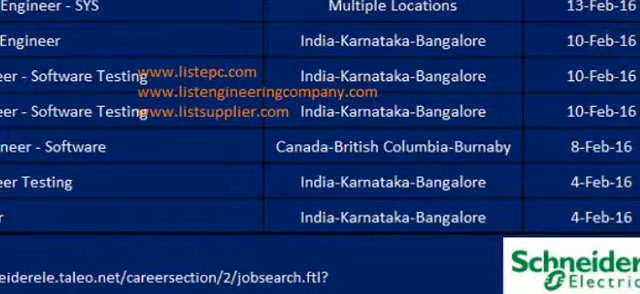 Engineer - SYS Multiple Locations 13-Feb-16
Engineer India-Karnataka-Bangalore 10-Feb-16
eer - Software Testing India-Karnataka-Bangalore 10-Feb-16
www.listepc.com
www.listengineeringcompany.com
eer - Software Testing India-Karnataka-Bangalore 10-Feb-16
www.listsupplier.com
neer - Software Canada-British Columbia-Burnaby 8-Feb-16
eer Testing India-Karnataka-Bangalore 4-Feb-16
r India-Karnataka-Bangalore 4-Feb-16
eiderele.taleo.net/careersection/2/jobsearch.ftl?
Schneider
Electric